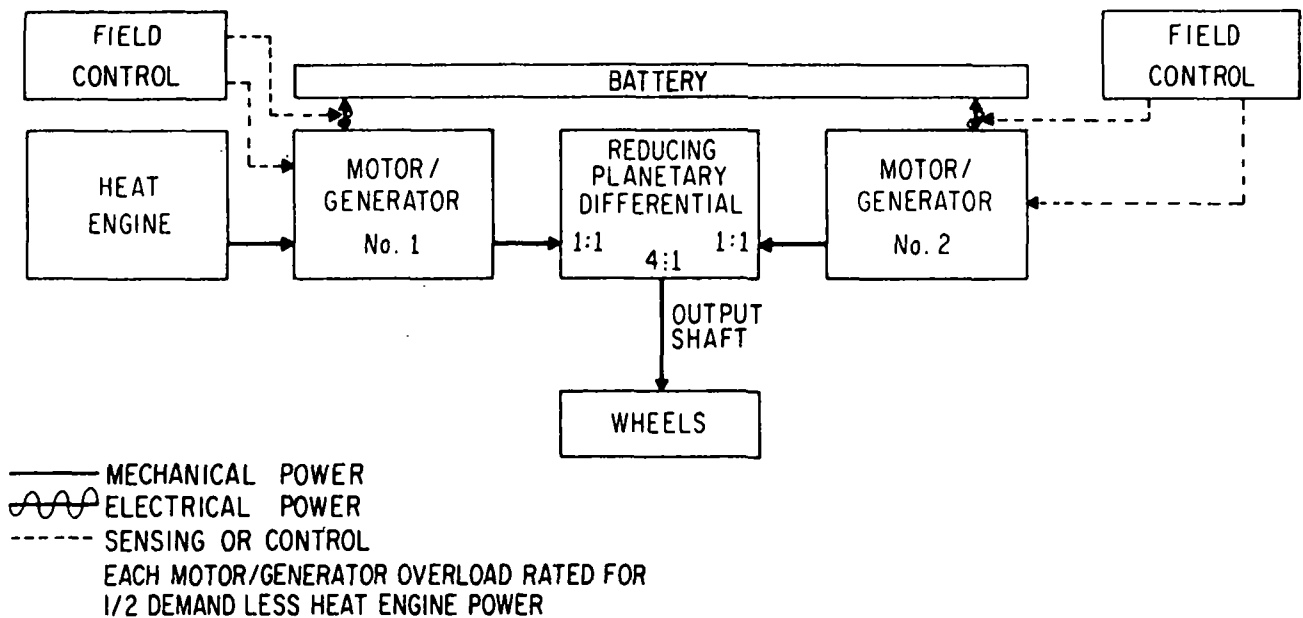 FIELD
CONTROL
BATTERY
FIELD
CONTROL
HEAT
ENGINE
MOTOR/
GENERATOR
No. 1
REDUCING
PLANETARY
DIFFERENTIAL
1:1 1:1
4:1
MOTOR/
GENERATOR
No. 2
OUTPUT
SHAFT
WHEELS
MECHANICAL POWER
ELECTRICAL POWER
SENSING OR CONTROL
EACH MOTOR/GENERATOR OVERLOAD RATED FOR
1/2 DEMAND LESS HEAT ENGINE POWER